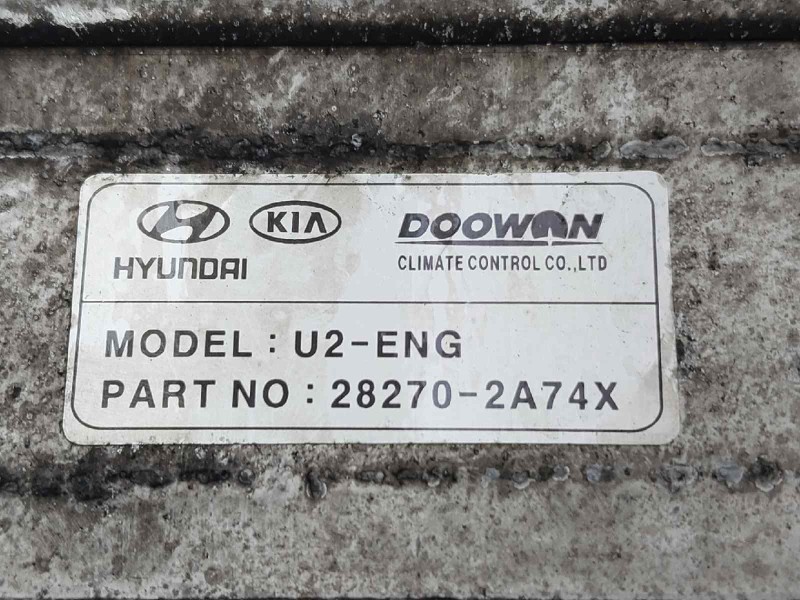 HYUNDAI
KIA
DOOWON
CLIMATE CONTROL CO.,LTD
MODEL : U2-ENG
PART NO : 28270-2A74X